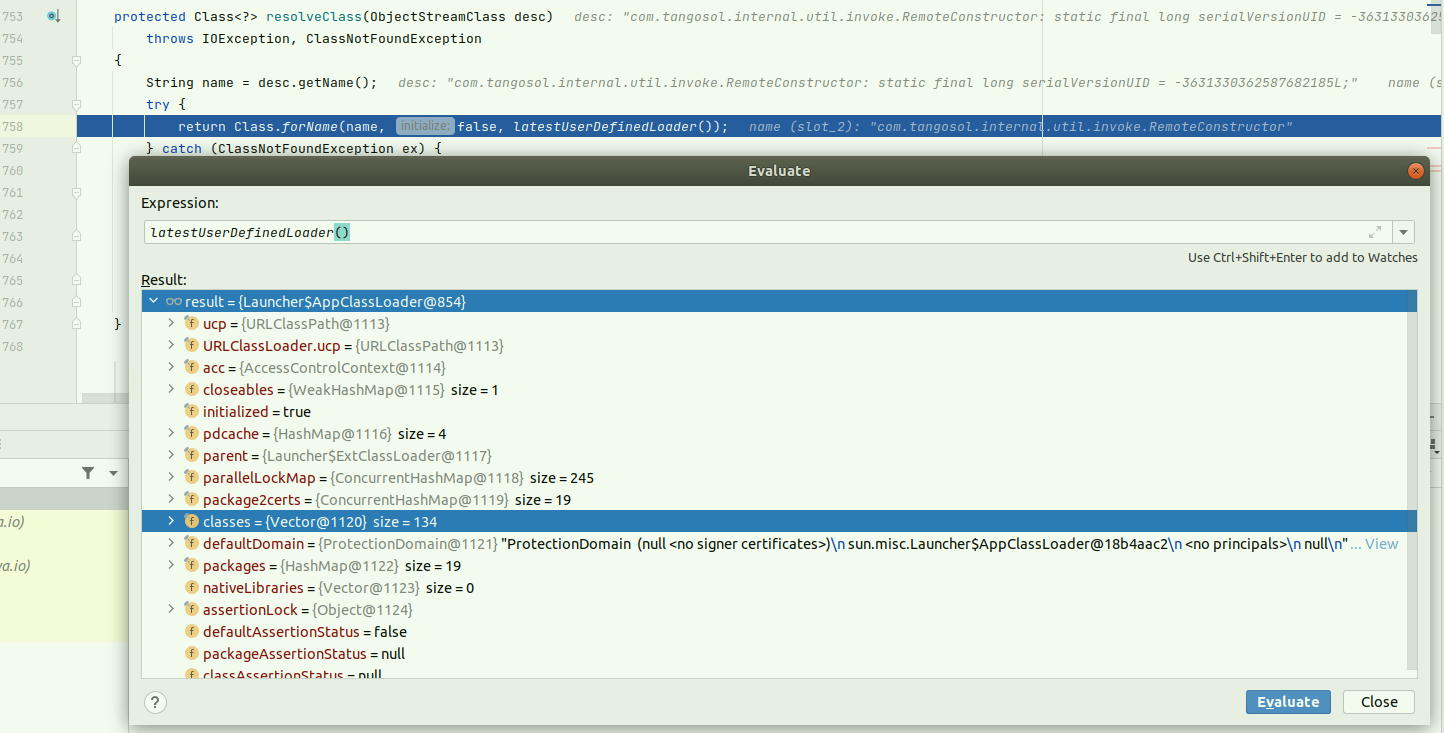 753 protected Class<?> resolveClass(ObjectStreamClass desc) desc: "com.tangosol.internal.util.invoke.RemoteConstructor: static final long serialVersionUID = -36313303625
754 throws IOException, ClassNotFoundException
755 {
756 String name = desc.getName(); desc: "com.tangosol.internal.util.invoke.RemoteConstructor: static final long serialVersionUID = -3631330362587682185L;" name (s
757 try {
758 return Class.forName(name, initialize: false, latestUserDefinedLoader()); name (slot_2): "com.tangosol.internal.util.invoke.RemoteConstructor"
759 } catch (ClassNotFoundException ex) {
760
Evaluate
761
Expression:
762
latestUserDefinedLoader()
763
Use Ctrl+Shift+Enter to add to Watches
764
Result:
765
result = {Launcher$AppClassLoader@854}
766
767 }
ucp = {URLClassPath@1113}
768
URLClassLoader.ucp = {URLClassPath@1113}
acc = {AccessControlContext@1114}
closeables = {WeakHashMap@1115} size = 1
initialized = true
pdcache = {HashMap@1116} size = 4
parent = {Launcher$ExtClassLoader@1117}
parallelLockMap = {ConcurrentHashMap@1118} size = 245
package2certs = {ConcurrentHashMap@1119} size = 19
a.io)
classes = {Vector@1120} size = 134
defaultDomain = {ProtectionDomain@1121} "ProtectionDomain (null <no signer certificates>)\n sun.misc.Launcher$AppClassLoader@18b4aac2\n <no principals>\n null\n"... View
va.io)
packages = {HashMap@1122} size = 19
nativeLibraries = {Vector@1123} size = 0
assertionLock = {Object@1124}
defaultAssertionStatus = false
packageAssertionStatus = null
classAssertionStatus = null
? Evaluate Close